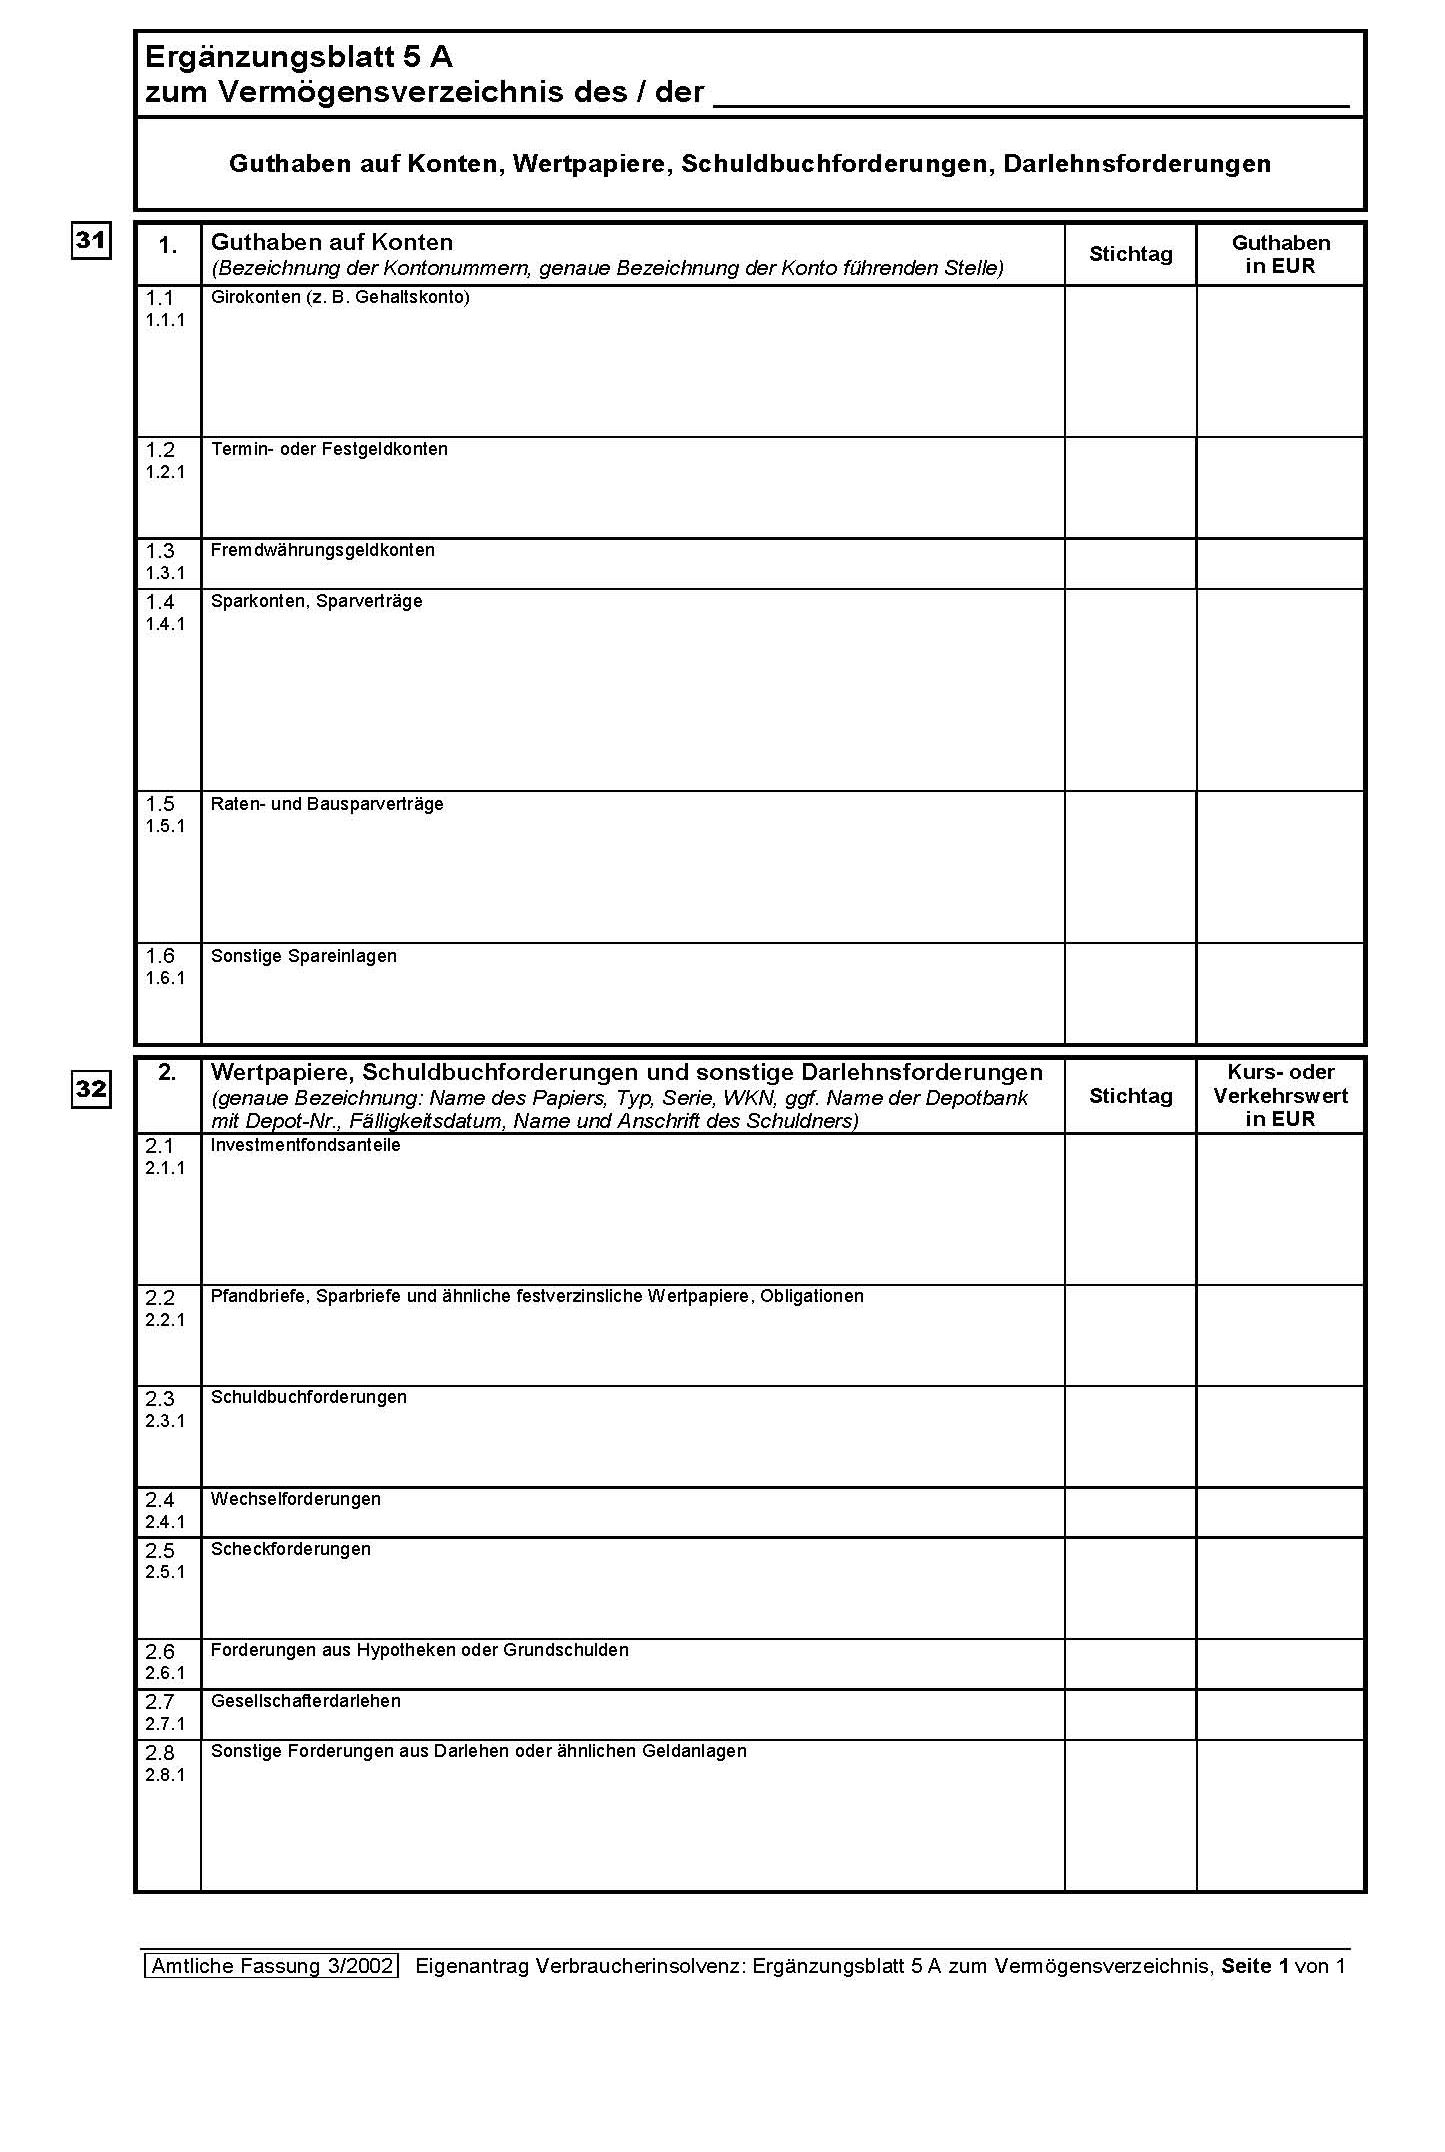 Ergänzungsblatt 5 A
zum Vermögensverzeichnis des / der
Guthaben auf Konten, Wertpapiere, Schuldbuchforderungen, Darlehnsforderungen
31
1.
Guthaben auf Konten
(Bezeichnung der Kontonummern, genaue Bezeichnung der Konto führenden Stelle)
Stichtag
Guthaben
in EUR
1.1 Girokonten (z. B. Gehaltskonto)
1.1.1
1.2 Termin- oder Festgeldkonten
1.2.1
1.3 Fremdwährungsgeldkonten
1.3.1
1.4 Sparkonten, Sparverträge
1.4.1
1.5 Raten- und Bausparverträge
1.5.1
1.6 Sonstige Spareinlagen
1.6.1
32
2.
Wertpapiere, Schuldbuchforderungen und sonstige Darlehnsforderungen
(genaue Bezeichnung: Name des Papiers, Typ, Serie, WKN, ggf. Name der Depotbank
mit Depot-Nr., Fälligkeitsdatum, Name und Anschrift des Schuldners)
Stichtag
Kurs- oder
Verkehrswert
in EUR
2.1 Investmentfondsanteile
2.1.1
2.2 Pfandbriefe, Sparbriefe und ähnliche festverzinsliche Wertpapiere, Obligationen
2.2.1
2.3 Schuldbuchforderungen
2.3.1
2.4 Wechselforderungen
2.4.1
2.5 Scheckforderungen
2.5.1
2.6 Forderungen aus Hypotheken oder Grundschulden
2.6.1
2.7 Gesellschafterdarlehen
2.7.1
2.8 Sonstige Forderungen aus Darlehen oder ähnlichen Geldanlagen
2.8.1
Amtliche Fassung 3/2002 Eigenantrag Verbraucherinsolvenz: Ergänzungsblatt 5 A zum Vermögensverzeichnis, Seite 1 von 1